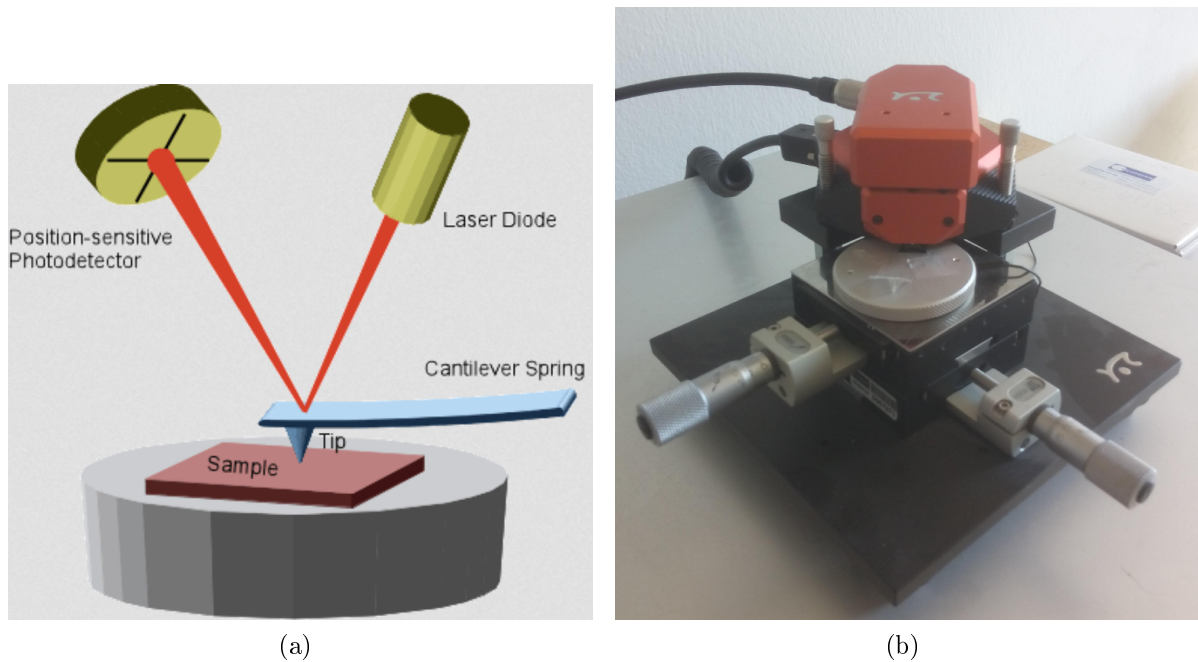 Position-sensitive
Photodetector
Laser Diode
Cantilever Spring
Tip
Sample
(a)
(b)